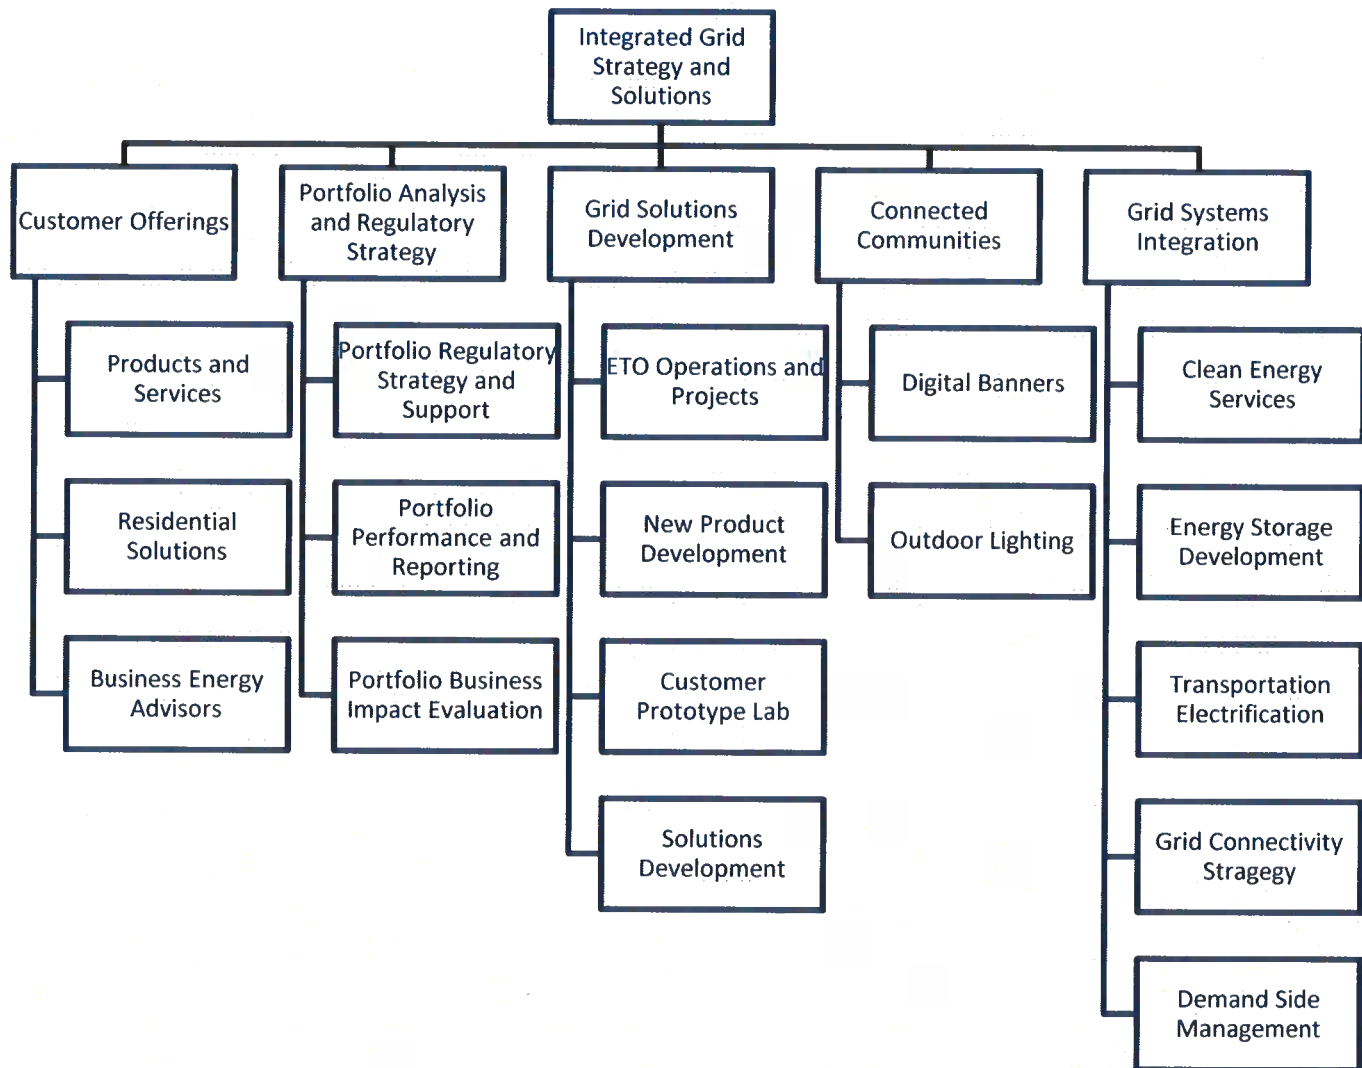 Integrated Grid
Strategy and
Solutions
Customer Offerings
Portfolio Analysis
and Regulatory
Strategy
Grid Solutions
Development
Connected
Communities
Grid Systems
Integration
Products and
Services
Residential
Solutions
Business Energy
Advisors
Portfolio Regulatory
Strategy and
Support
Portfolio
Performance and
Reporting
Portfolio Business
Impact Evaluation
ETO Operations and
Projects
New Product
Development
Customer
Prototype Lab
Solutions
Development
Digital Banners
Outdoor Lighting
Clean Energy
Services
Energy Storage
Development
Transportation
Electrification
Grid Connectivity
Stragegy
Demand Side
Management